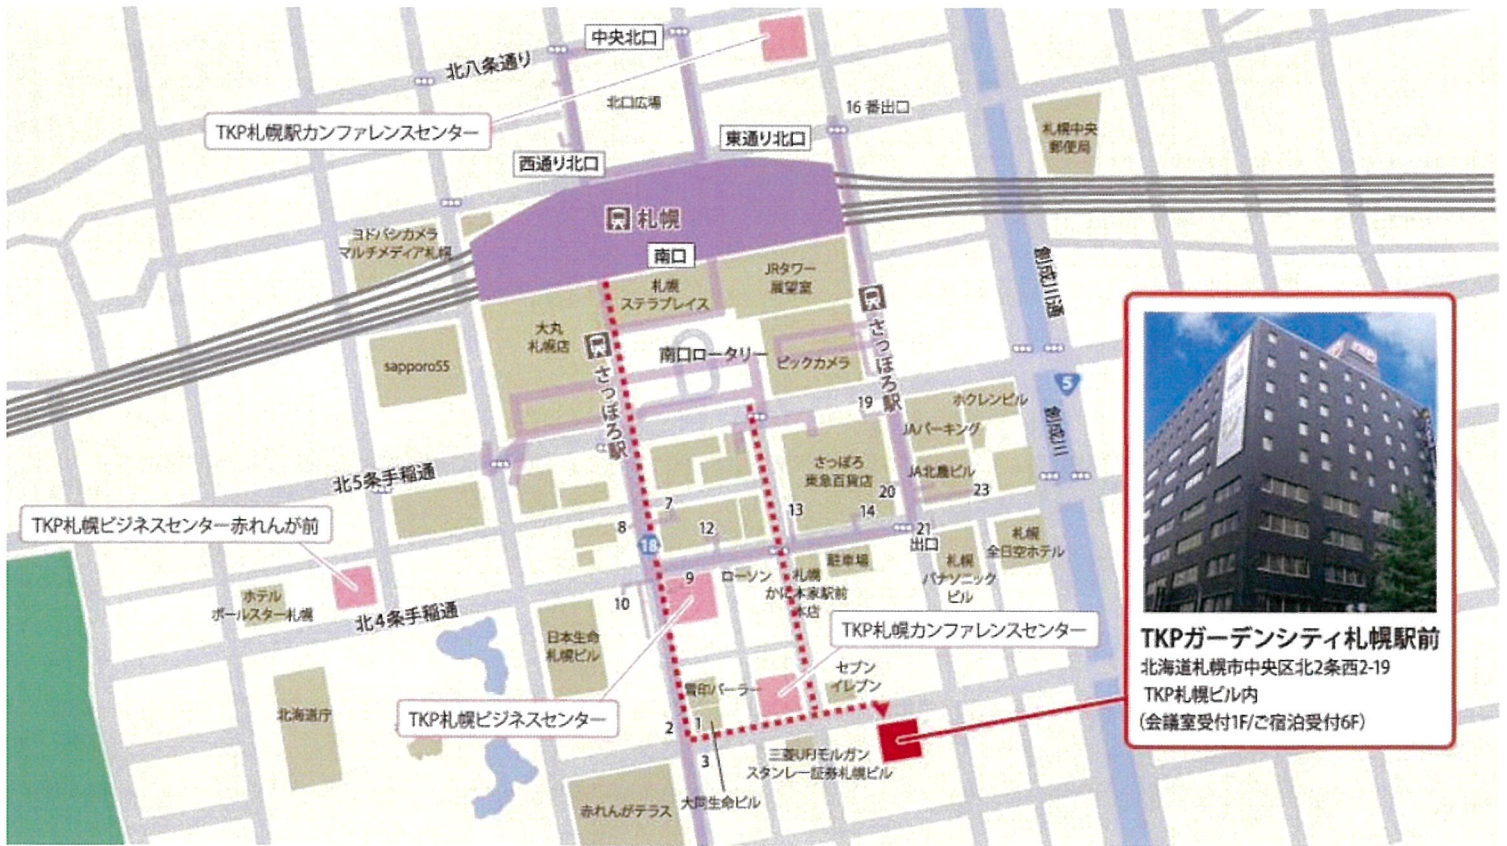 中央北口
北八条通り
北口広場
16 番出口
TKP札幌駅カンファレンスセンター
東通り北口
札幌中央
郵便局
西通り北口
札幌
ヨドバシカメラ
マルチメディア札幌
南口
JRタワー
展望室
札幌
ステラプレイス
創成川通
大丸
札幌店
さっぽろ駅
南口ロータリー
ビックカメラ
さっぽろ駅
sapporo55
5
19
ホクレンビル
創成川
JAパーキング
さっぽろ
東急百貨店
JA北農ビル
北5条手稲通
20
23
7
13
14
TKP札幌ビジネスセンター赤れんが前
8
12
21
出口
札幌
全日空ホテル
18
駐車場
札幌
パナソニック
ビル
9
ローソン
札幌
かに本家駅前
本店
ホテル
ポールスター札幌
10
北4条手稲通
TKP札幌カンファレンスセンター
日本生命
札幌ビル
セブン
イレブン
雪印パーラー
北海道庁
TKP札幌ビジネスセンター
2
1
3
三菱UFJモルガン
スタンレー証券札幌ビル
大同生命ビル
赤れんがテラス
TKPガーデンシティ札幌駅前
北海道札幌市中央区北2条西2-19
TKP札幌ビル内
（会議室受付1F/ご宿泊受付6F）